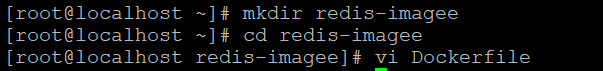 [root@localhost ~]# mkdir redis-imagee
[root@localhost ~]# cd redis-imagee
[root@localhost redis-imagee]# vi Dockerfile